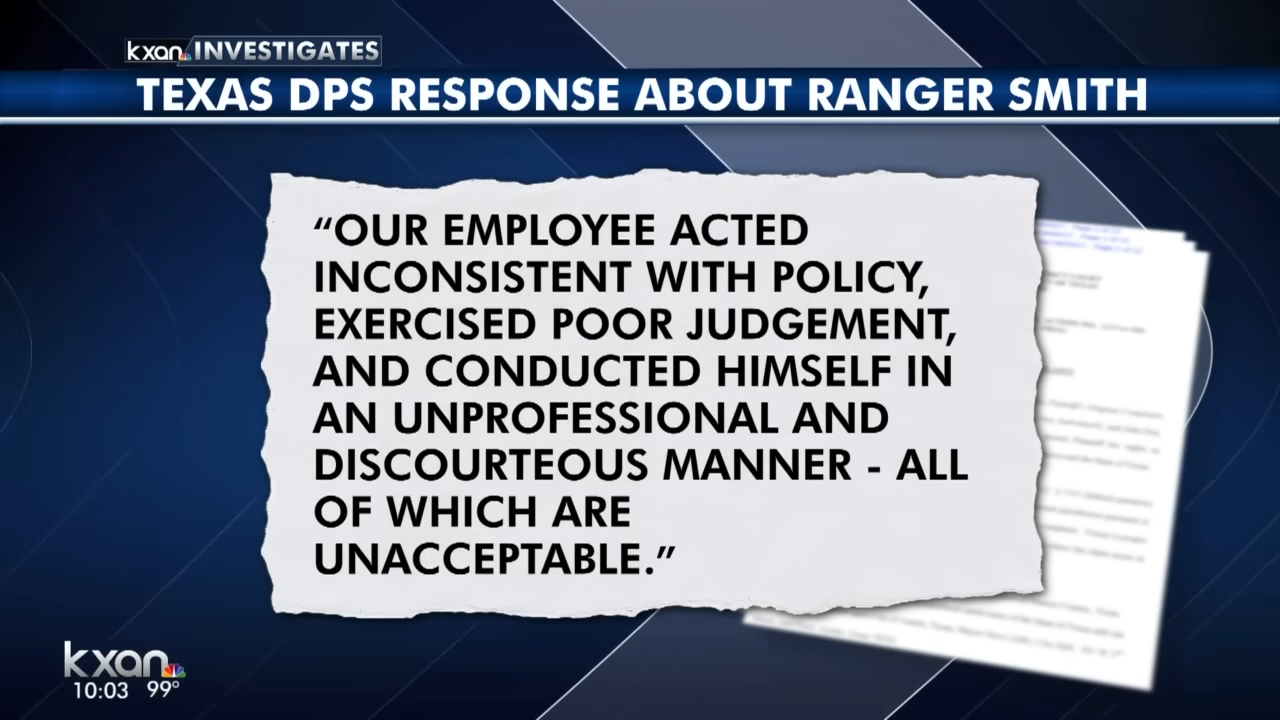 kxan INVESTIGATES
TEXAS DPS RESPONSE ABOUT RANGER SMITH
“OUR EMPLOYEE ACTED
INCONSISTENT WITH POLICY,
EXERCISED POOR JUDGEMENT,
AND CONDUCTED HIMSELF IN
AN UNPROFESSIONAL AND
DISCOURTEOUS MANNER - ALL
OF WHICH ARE
UNACCEPTABLE.”
kxan
10:03 99°